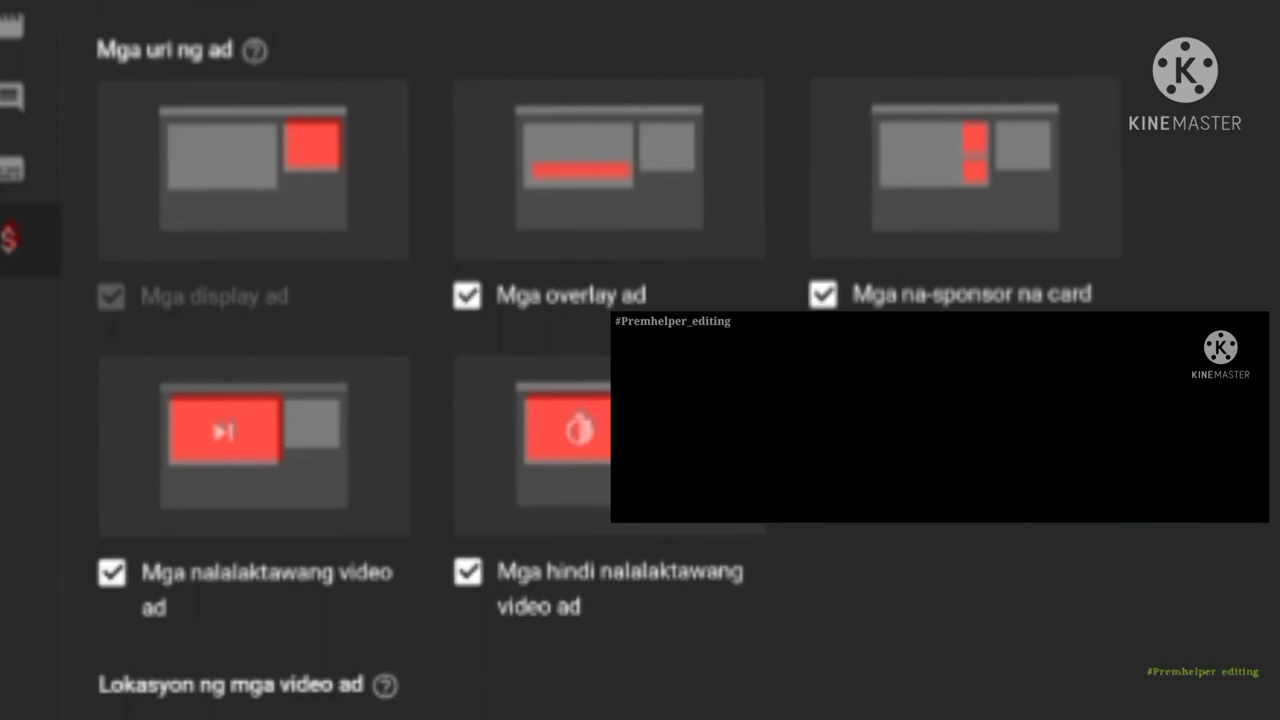 Mga uri ng ad
KINEMASTER
Mga display ad
Mga overlay ad
Mga na-sponsor na card
#Premhelper_editing
KINEMASTER
Mga nalalaktawang video
ad
Mga hindi nalalaktawang
video ad
Lokasyon ng mga video ad
#Premhelper editing